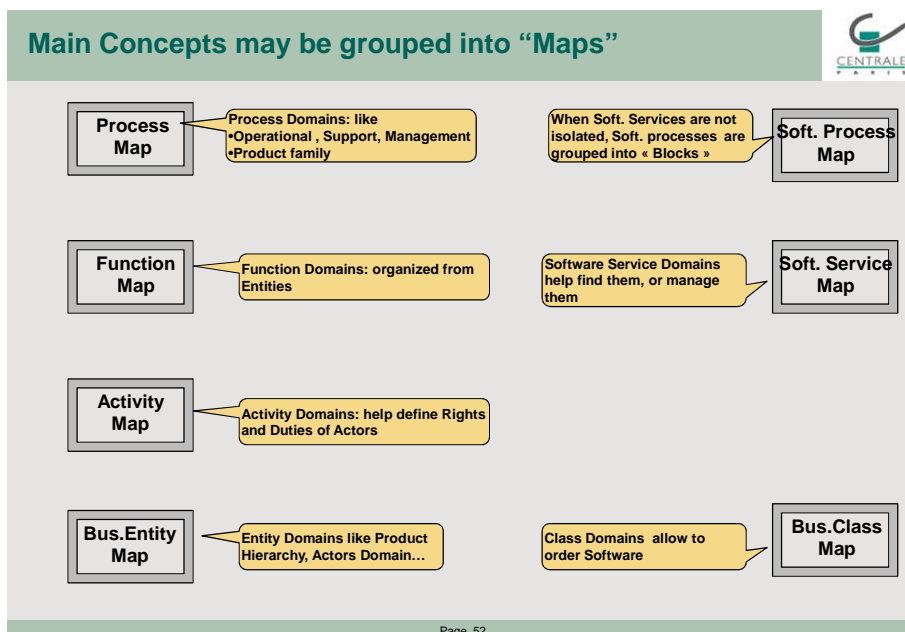 Main Concepts may be grouped into “Maps”
CENTRALE
PARIS
Process
Map
Process Domains: like
•Operational , Support, Management
•Product family
When Soft. Services are not
isolated, Soft. processes are
grouped into « Blocks »
Soft. Process
Map
Function
Map
Function Domains: organized from
Entities
Software Service Domains
help find them, or manage
them
Soft. Service
Map
Activity
Map
Activity Domains: help define Rights
and Duties of Actors
Bus.Entity
Map
Entity Domains like Product
Hierarchy, Actors Domain…
Class Domains allow to
order Software
Bus.Class
Map
Page 52